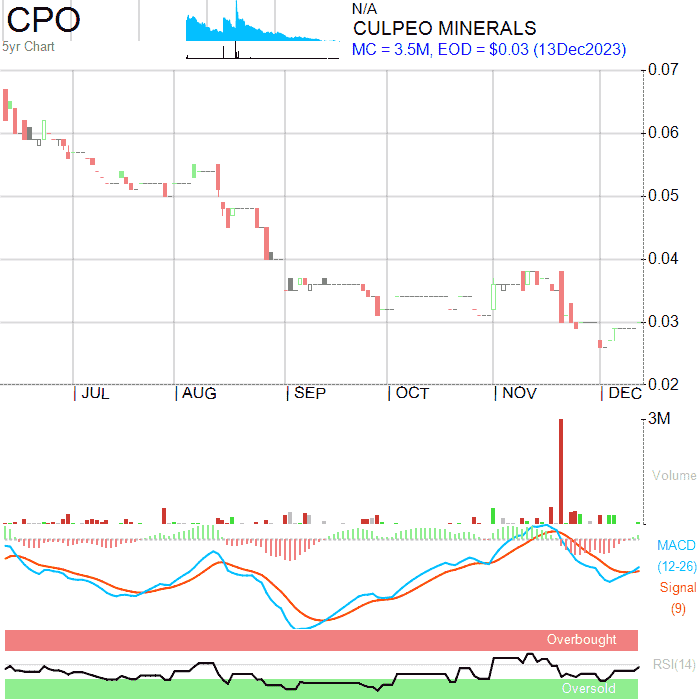 CPO
5yr Chart
N/A
CULPEO MINERALS
MC = 3.5M, EOD = $0.03 (13Dec2023)
0.07
0.06
0.05
0.04
0.03
0.02
| JUL | AUG | SEP | OCT | NOV | DEC
3M
Volume
MACD
(12-26)
Signal
(9)
Overbought
RSI(14)
Oversold